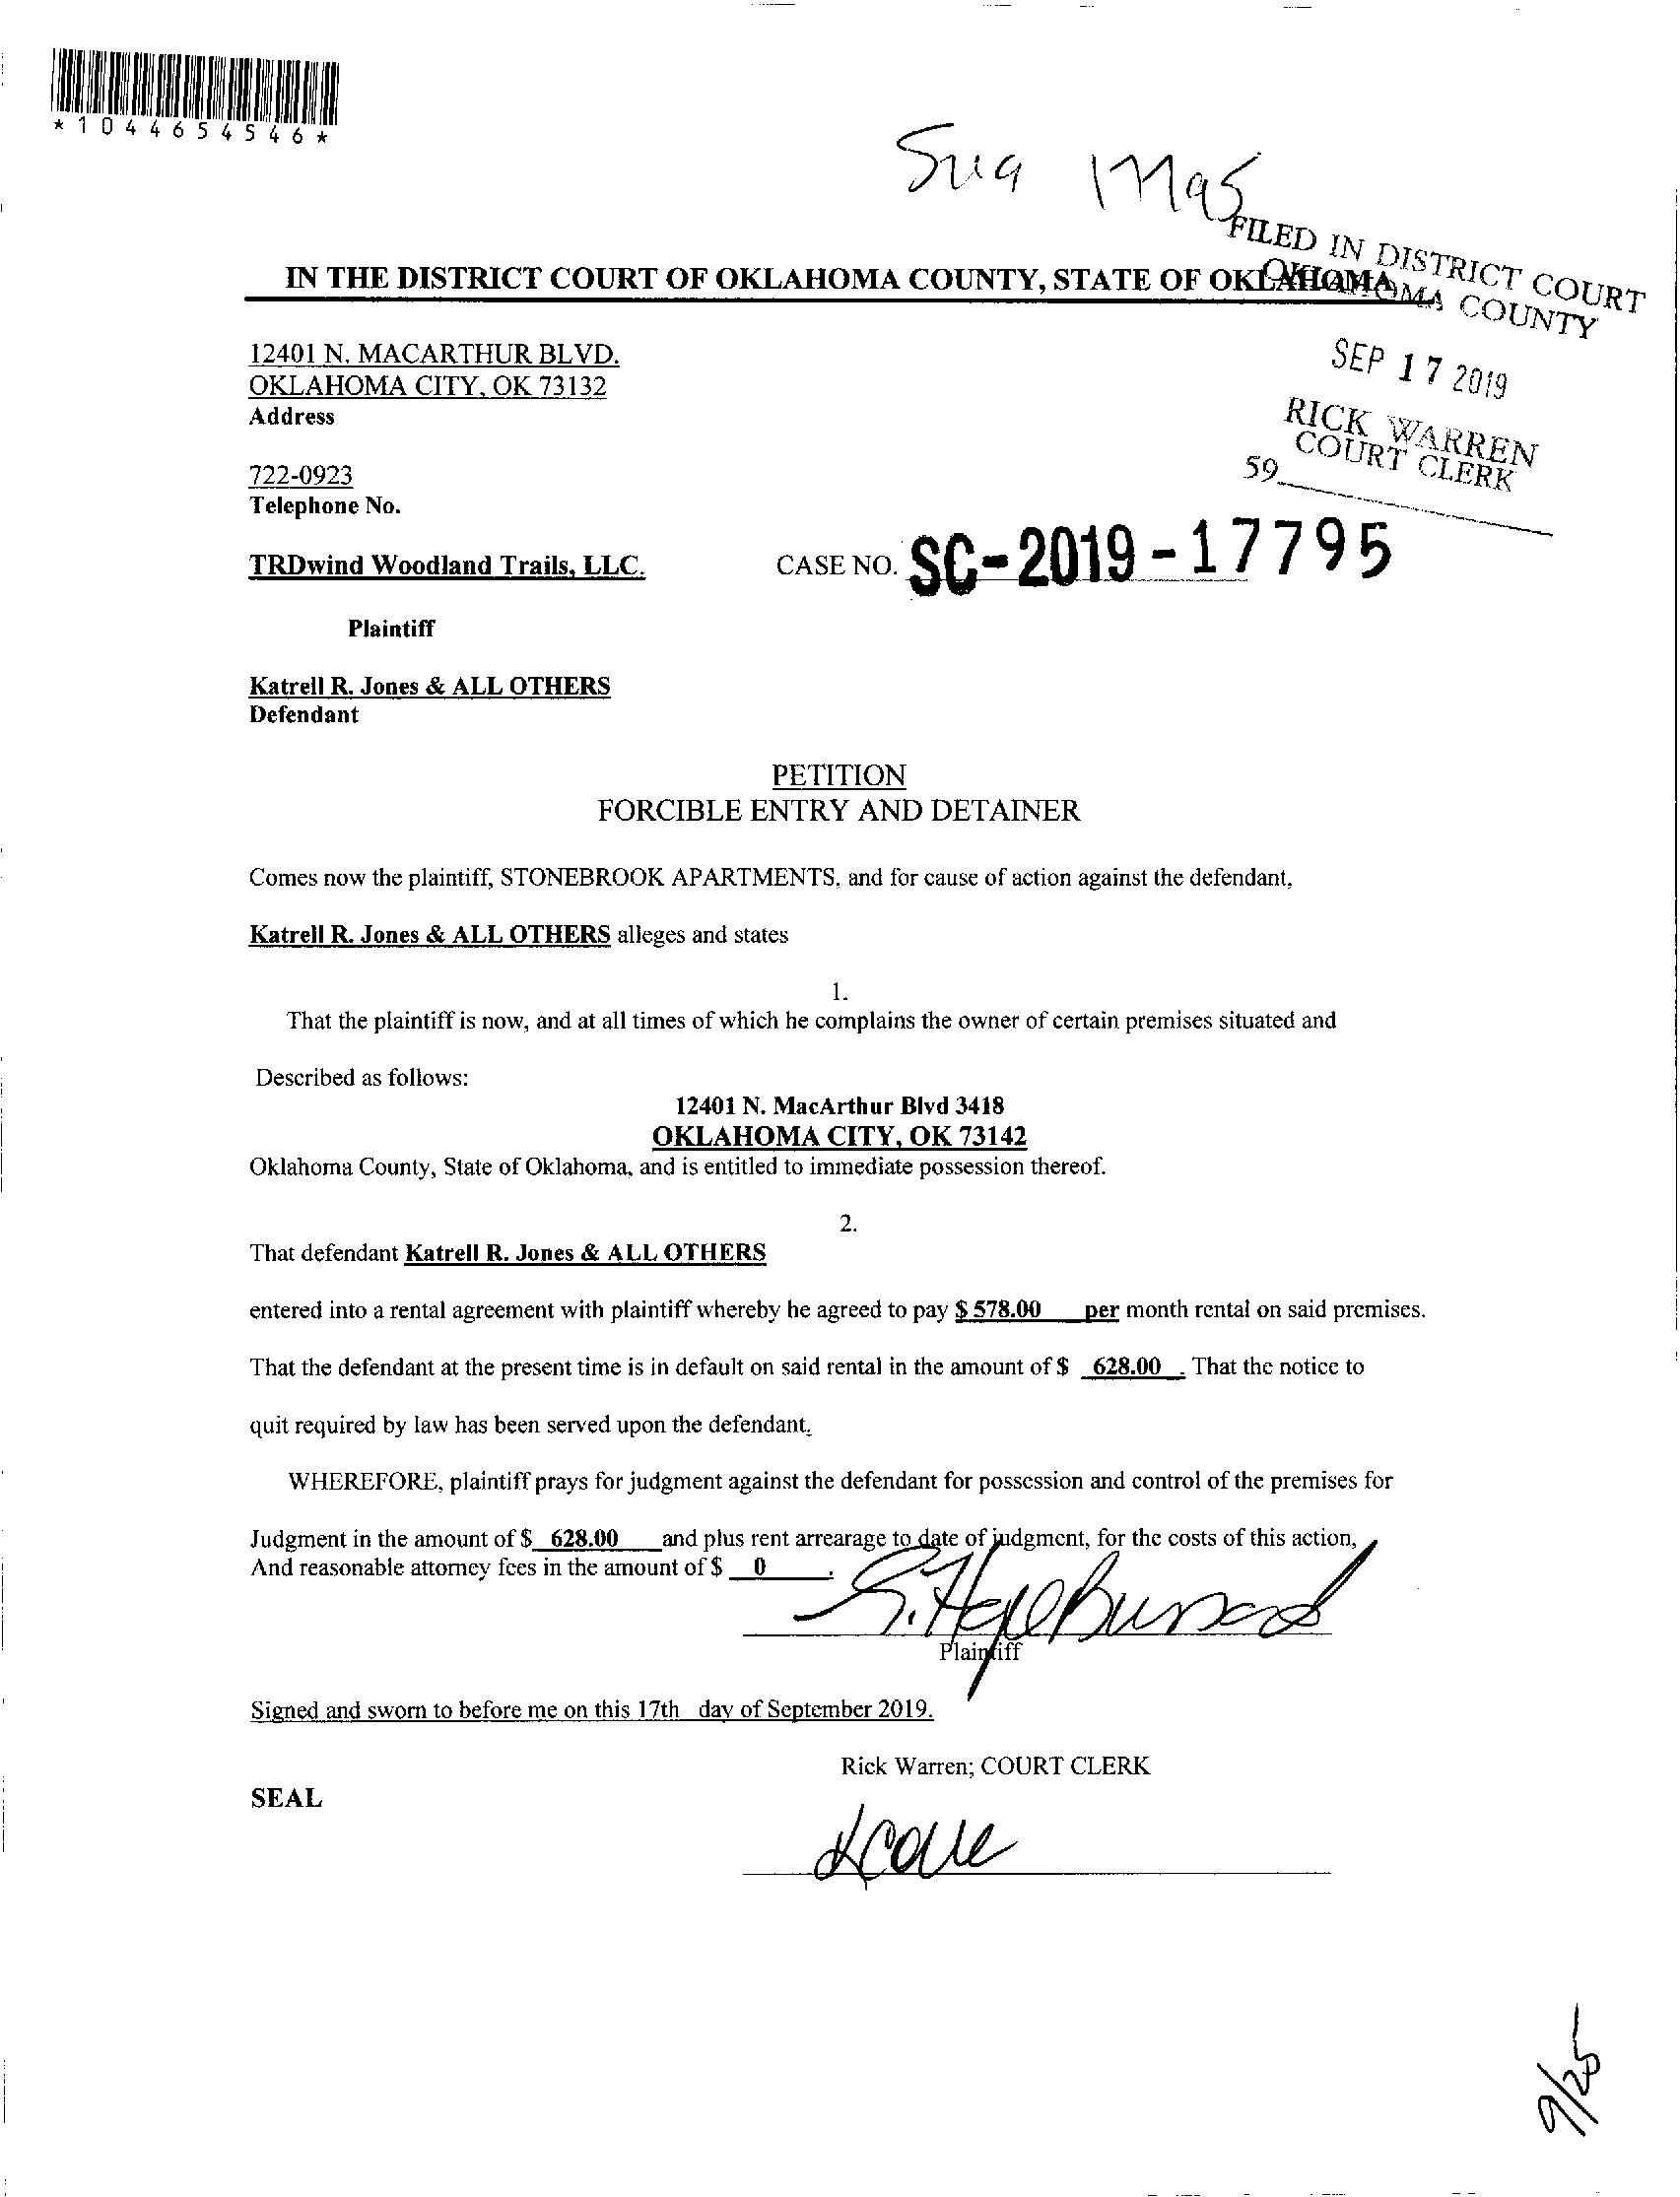 *1044654546*
FILED IN DISTRICT COURT
OKLAHOMA COUNTY
IN THE DISTRICT COURT OF OKLAHOMA COUNTY, STATE OF OKLAHOMA
12401 N. MACARTHUR BLVD.
OKLAHOMA CITY, OK 73132
Address
SEP 17 2019
RICK WARREN
COURT CLERK
59
722-0923
Telephone No.
TRDwind Woodland Trails, LLC.
CASE NO. SC-2019-17795
Plaintiff
Katrell R. Jones & ALL OTHERS
Defendant
PETITION
FORCIBLE ENTRY AND DETAINER
Comes now the plaintiff, STONEBROOK APARTMENTS, and for cause of action against the defendant,
Katrell R. Jones & ALL OTHERS alleges and states
1.
That the plaintiff is now, and at all times of which he complains the owner of certain premises situated and
Described as follows:
12401 N. MacArthur Blvd 3418
OKLAHOMA CITY, OK 73142
Oklahoma County, State of Oklahoma, and is entitled to immediate possession thereof.
2.
That defendant Katrell R. Jones & ALL OTHERS
entered into a rental agreement with plaintiff whereby he agreed to pay $ 578.00 per month rental on said premises.
That the defendant at the present time is in default on said rental in the amount of $ 628.00 . That the notice to
quit required by law has been served upon the defendant.
WHEREFORE, plaintiff prays for judgment against the defendant for possession and control of the premises for
Judgment in the amount of $ 628.00 and plus rent arrearage to date of judgment, for the costs of this action,
And reasonable attorney fees in the amount of $ 0 .
Plaintiff
Signed and sworn to before me on this 17th day of September 2019.
Rick Warren; COURT CLERK
SEAL
9/25